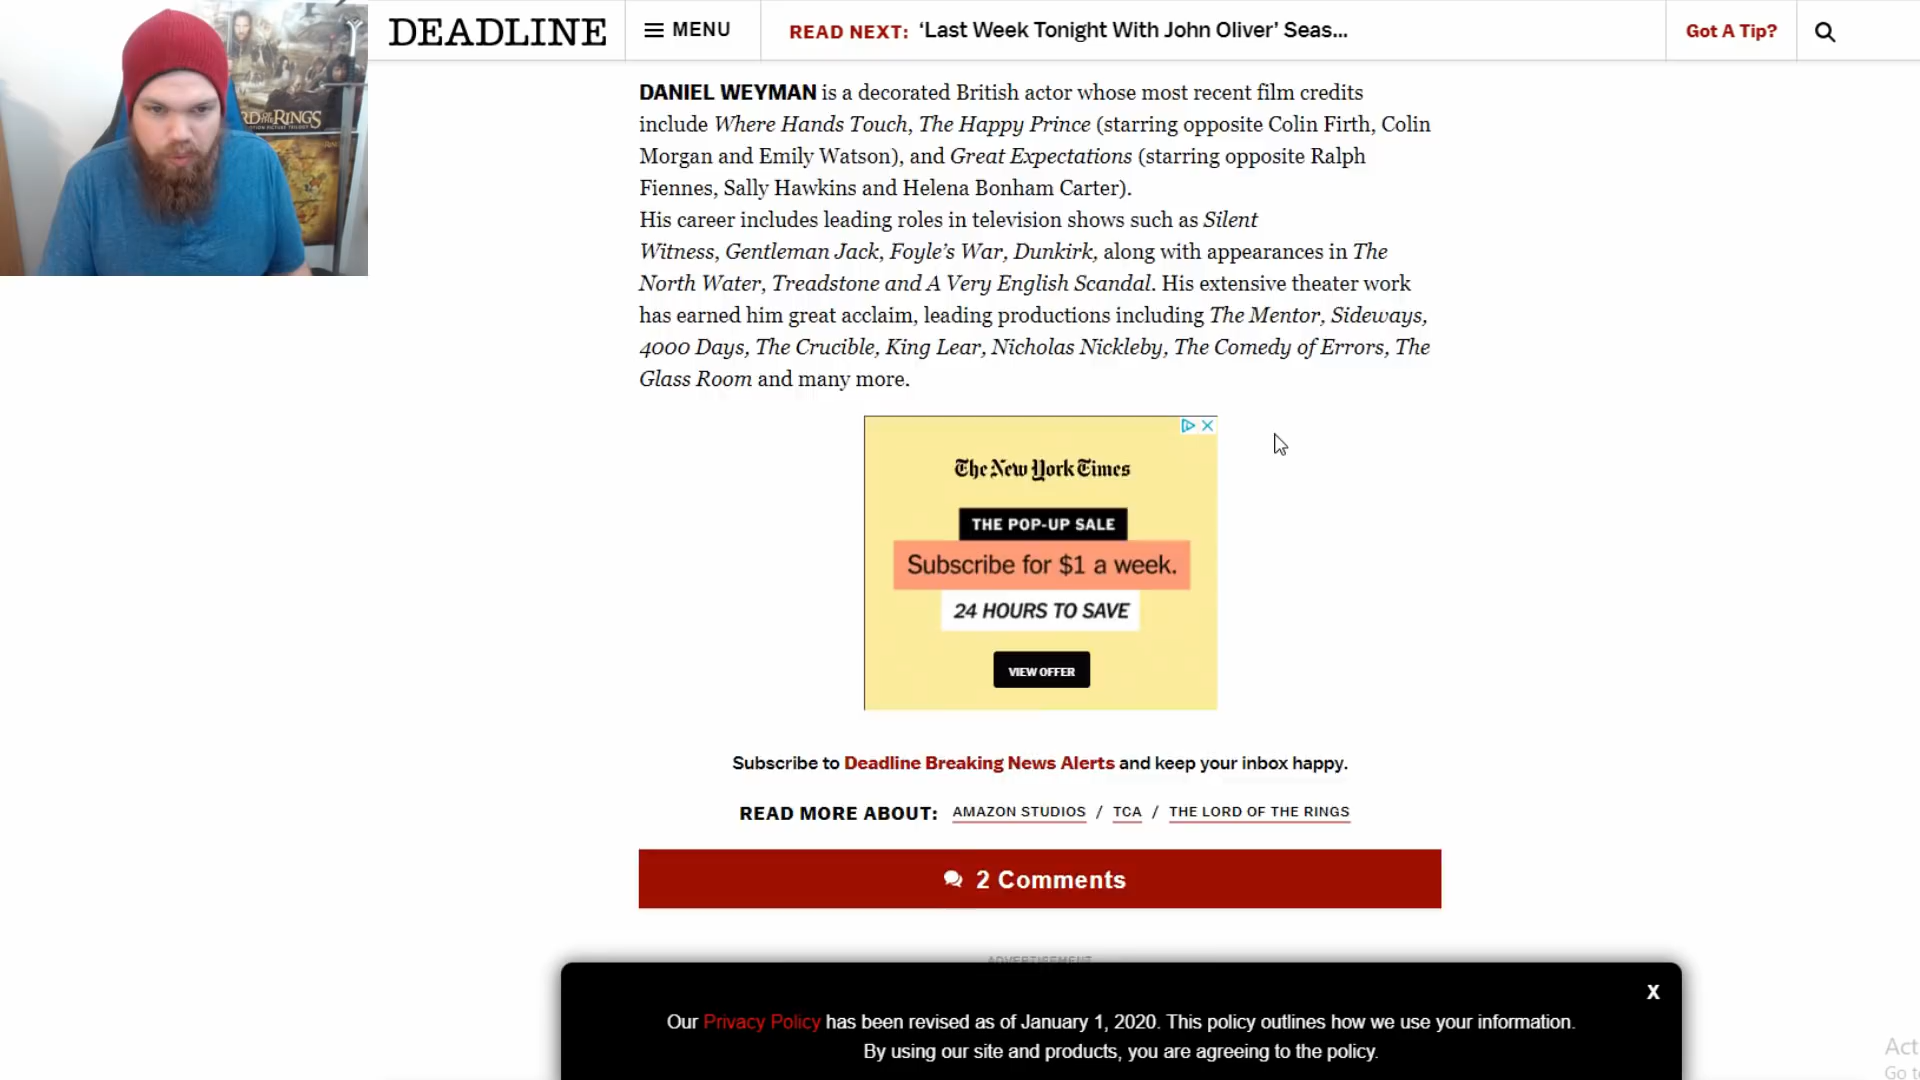 DEADLINE
MENU
READ NEXT: ‘Last Week Tonight With John Oliver’ Seas...
Got A Tip?
RD OF THE RINGS
DANIEL WEYMAN is a decorated British actor whose most recent film credits
include Where Hands Touch, The Happy Prince (starring opposite Colin Firth, Colin
Morgan and Emily Watson), and Great Expectations (starring opposite Ralph
Fiennes, Sally Hawkins and Helena Bonham Carter).
His career includes leading roles in television shows such as Silent
Witness, Gentleman Jack, Foyle’s War, Dunkirk, along with appearances in The
North Water, Treadstone and A Very English Scandal. His extensive theater work
has earned him great acclaim, leading productions including The Mentor, Sideways,
4000 Days, The Crucible, King Lear, Nicholas Nickleby, The Comedy of Errors, The
Glass Room and many more.
The New York Times
THE POP-UP SALE
Subscribe for $1 a week.
24 HOURS TO SAVE
VIEW OFFER
Subscribe to Deadline Breaking News Alerts and keep your inbox happy.
READ MORE ABOUT: AMAZON STUDIOS / TCA / THE LORD OF THE RINGS
2 Comments
ADVERTISEMENT
X
Our Privacy Policy has been revised as of January 1, 2020. This policy outlines how we use your information.
By using our site and products, you are agreeing to the policy.
Act
Go t